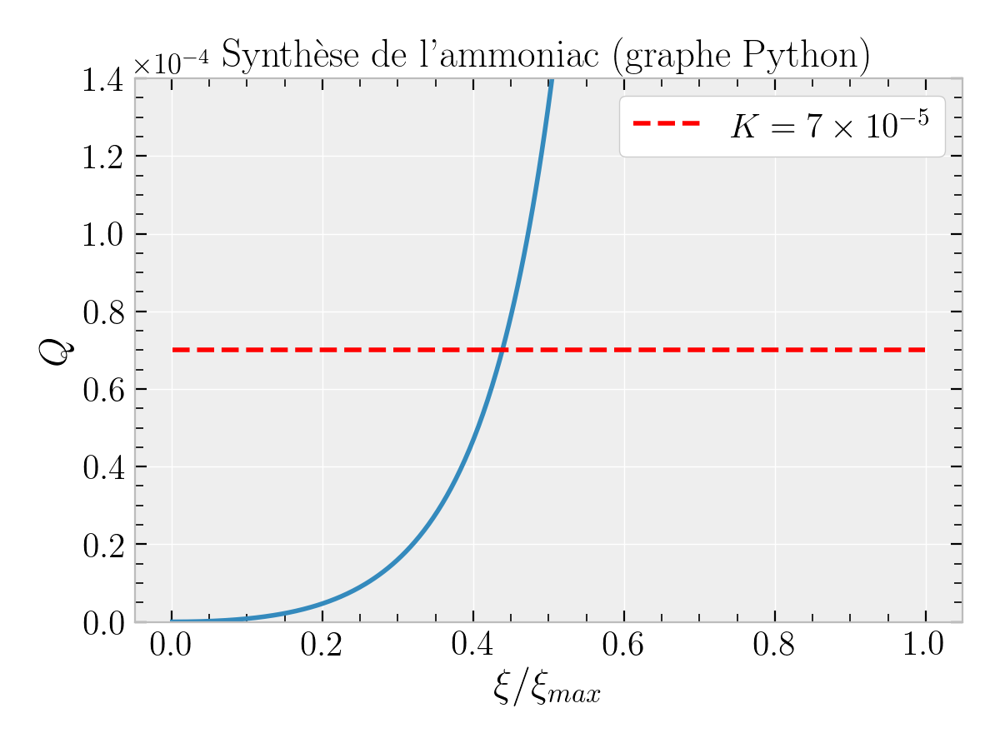 ×10⁻⁴ Synthèse de l'ammoniac (graphe Python)
K = 7 × 10⁻⁵
1.4
1.2
1.0
0.8
0.6
0.4
0.2
0.0
Q
0.0 0.2 0.4 0.6 0.8 1.0
ξ/ξmax